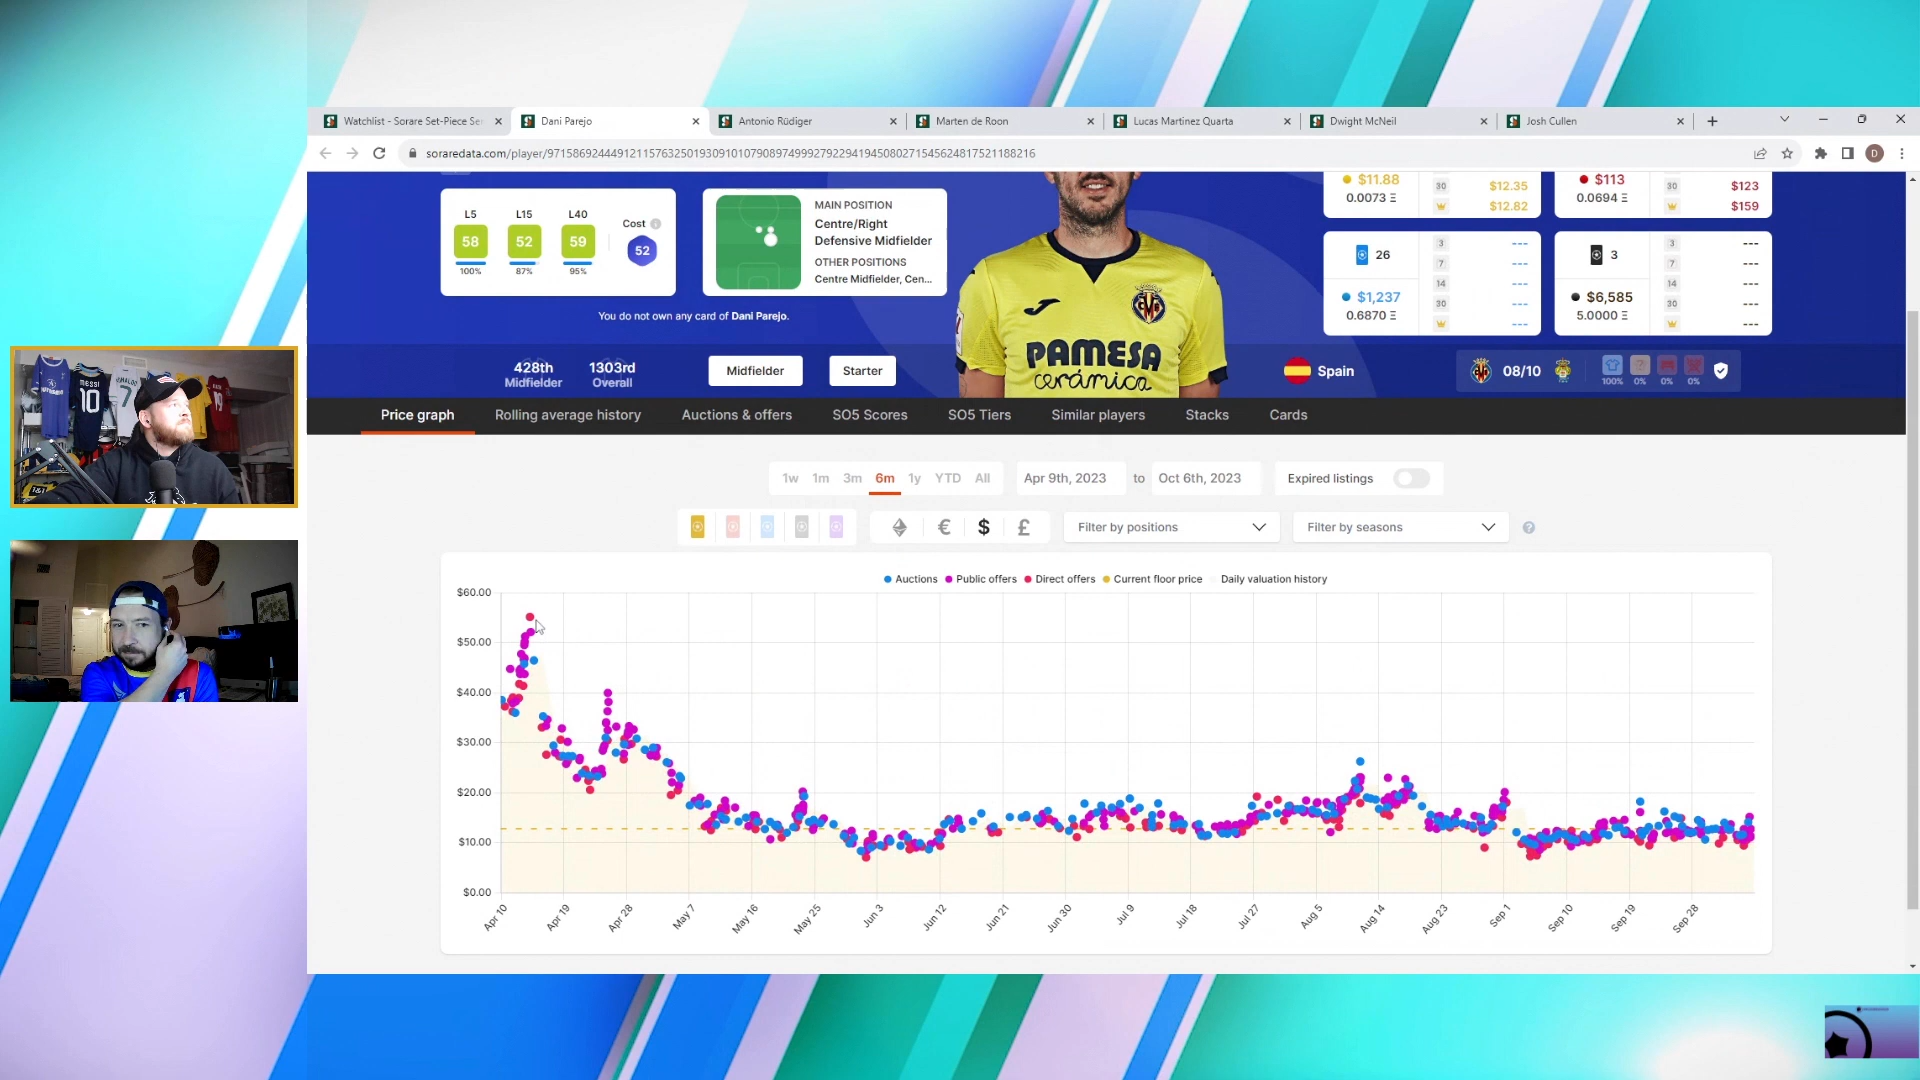 Watchlist - Sorare Set-Piece Se
Dani Parejo
Antonio Rüdiger
Marten de Roon
Lucas Martinez Quarta
Dwight McNeil
Josh Cullen
soraredata.com/player/97158692444912115763250193091010790897499927922941945080271545624817521188216
D
L5 L15 L40
Cost
58 52 59
52
100% 87% 95%
MAIN POSITION
Centre/Right
Defensive Midfielder
OTHER POSITIONS
Centre Midfielder, Cen...
You do not own any card of Dani Parejo.
$11.88
0.0073 Ξ
30 $12.35
$12.82
$113
0.0694 Ξ
30 $123
$159
26
$1,237
0.6870 Ξ
3 ---
7 ---
14 ---
30 ---
---
3
$6,585
5.0000 Ξ
3 ---
7 ---
14 ---
30 ---
---
PAMESA
cerámica
428th
Midfielder
1303rd
Overall
Midfielder
Starter
Spain
08/10
100% 0% 0% 0%
Price graph
Rolling average history
Auctions & offers
SO5 Scores
SO5 Tiers
Similar players
Stacks
Cards
1w 1m 3m 6m 1y YTD All
Apr 9th, 2023 to Oct 6th, 2023
Expired listings
€ $ £
Filter by positions
Filter by seasons
?
Auctions Public offers Direct offers Current floor price Daily valuation history
$60.00
$50.00
$40.00
$30.00
$20.00
$10.00
$0.00
Apr 10 Apr 19 Apr 28 May 7 May 16 May 25 Jun 3 Jun 12 Jun 21 Jun 30 Jul 9 Jul 18 Jul 27 Aug 5 Aug 14 Aug 23 Sep 1 Sep 10 Sep 19 Sep 28
MESSI
10
7
19